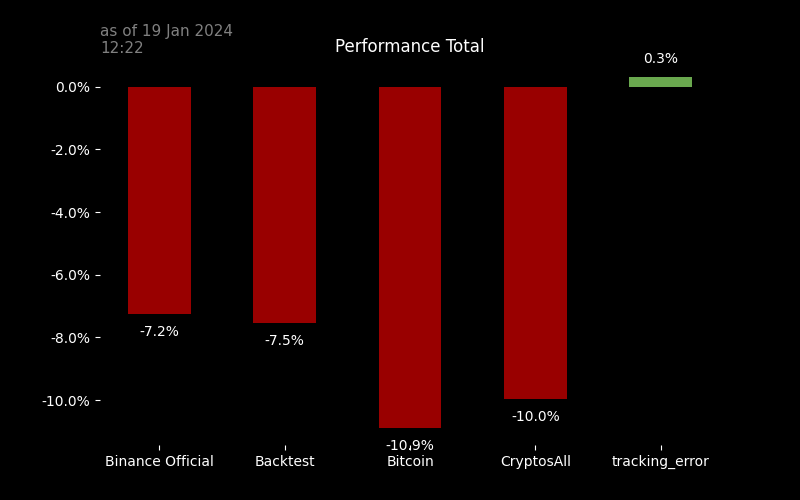 as of 19 Jan 2024
12:22
Performance Total
0.3%
0.0%
-2.0%
-4.0%
-6.0%
-8.0%
-10.0%
-7.2%
-7.5%
-10.9%
-10.0%
Binance Official
Backtest
Bitcoin
CryptosAll
tracking_error